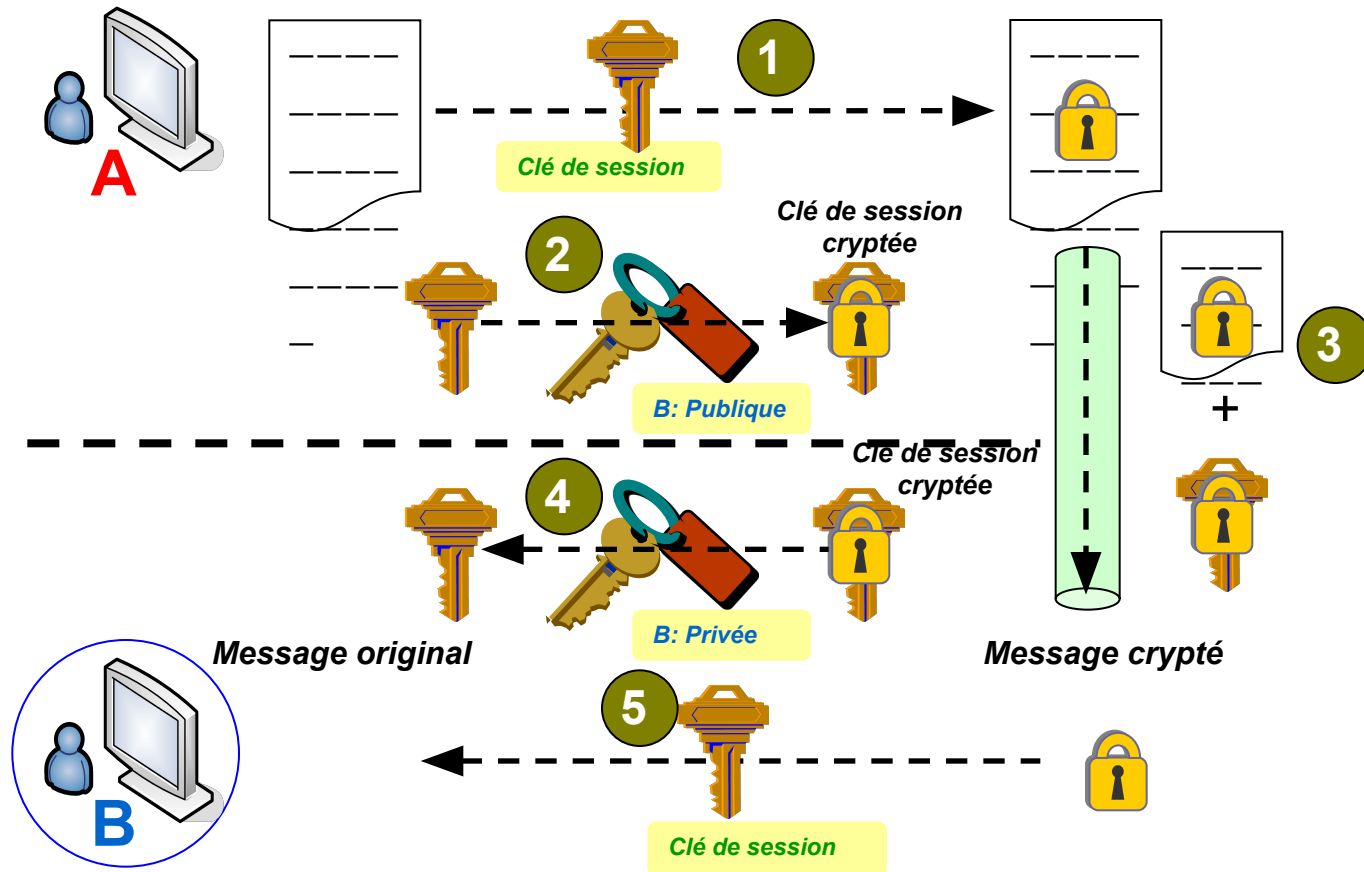 1
A
Clé de session
Clé de session
cryptée
2
3
B: Publique
+
Clé de session
cryptée
4
B: Privée
Message original
Message crypté
5
B
Clé de session